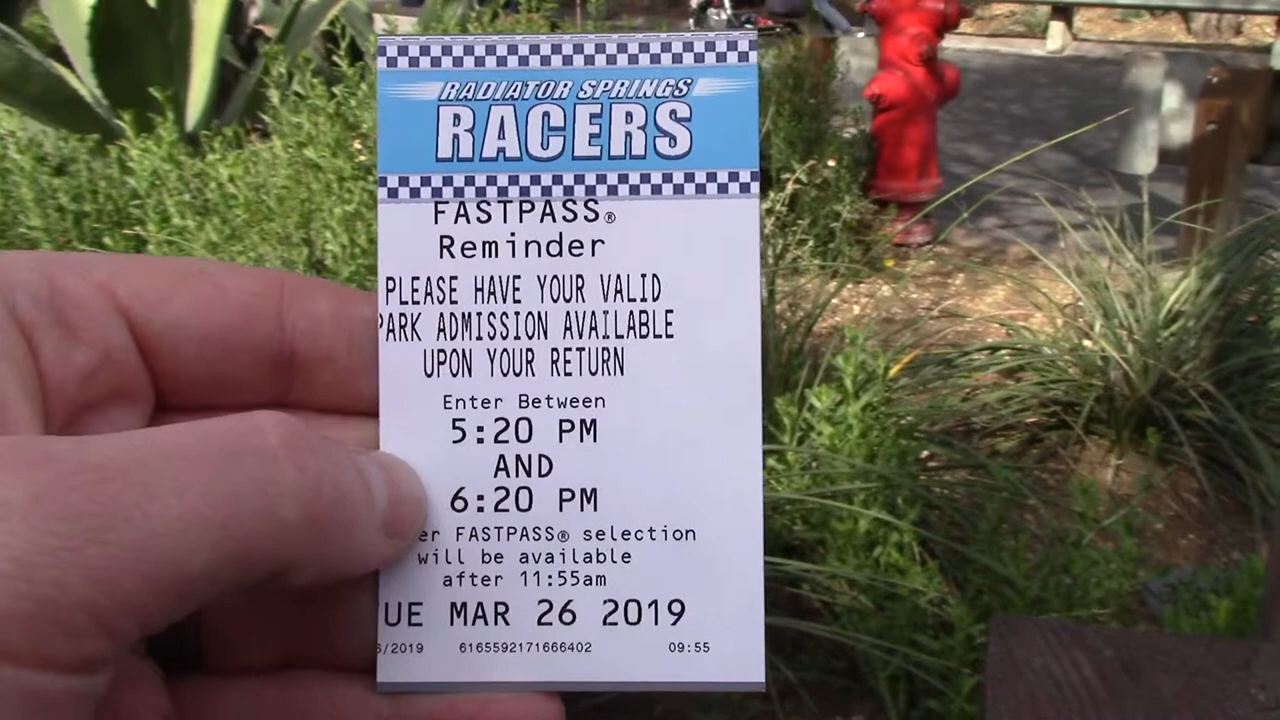 RADIATOR SPRINGS
RACERS
FASTPASS®
Reminder
PLEASE HAVE YOUR VALID
PARK ADMISSION AVAILABLE
UPON YOUR RETURN
Enter Between
5:20 PM
AND
6:20 PM
er FASTPASS® selection
will be available
after 11:55am
UE MAR 26 2019
/2019 6165592171666402 09:55